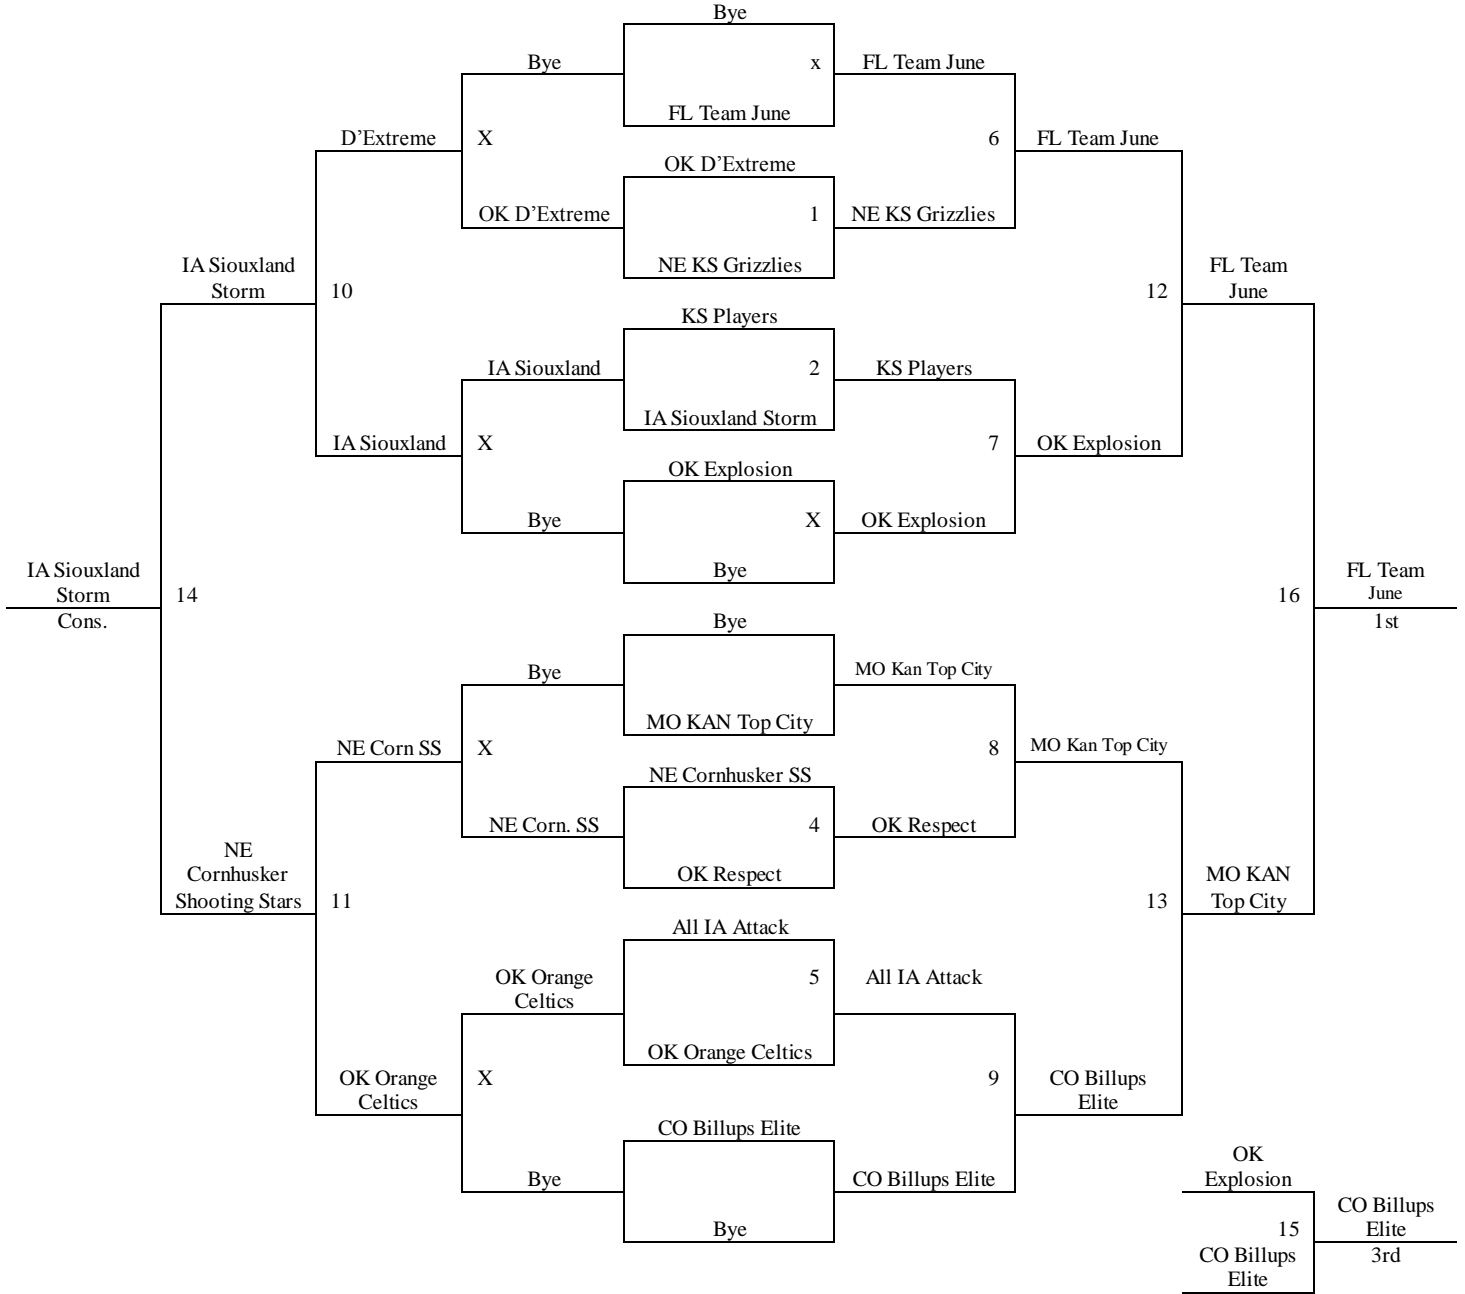 Bye
Bye
x
FL Team June
FL Team June
D'Extreme
X
6
FL Team June
OK D'Extreme
OK D'Extreme
1
NE KS Grizzlies
NE KS Grizzlies
IA Siouxland
Storm
10
12
FL Team
June
KS Players
IA Siouxland
2
KS Players
IA Siouxland Storm
IA Siouxland
X
7
OK Explosion
OK Explosion
Bye
X
OK Explosion
Bye
IA Siouxland
Storm
Cons.
14
16
FL Team
June
1st
Bye
Bye
MO Kan Top City
MO KAN Top City
NE Corn SS
X
8
MO Kan Top City
NE Cornhusker SS
NE Corn. SS
4
OK Respect
OK Respect
NE
Cornhusker
Shooting Stars
11
13
MO KAN
Top City
All IA Attack
OK Orange
Celtics
5
All IA Attack
OK Orange Celtics
OK Orange
Celtics
X
9
CO Billups
Elite
CO Billups Elite
Bye
CO Billups Elite
Bye
OK
Explosion
15
CO Billups
Elite
CO Billups
Elite
3rd